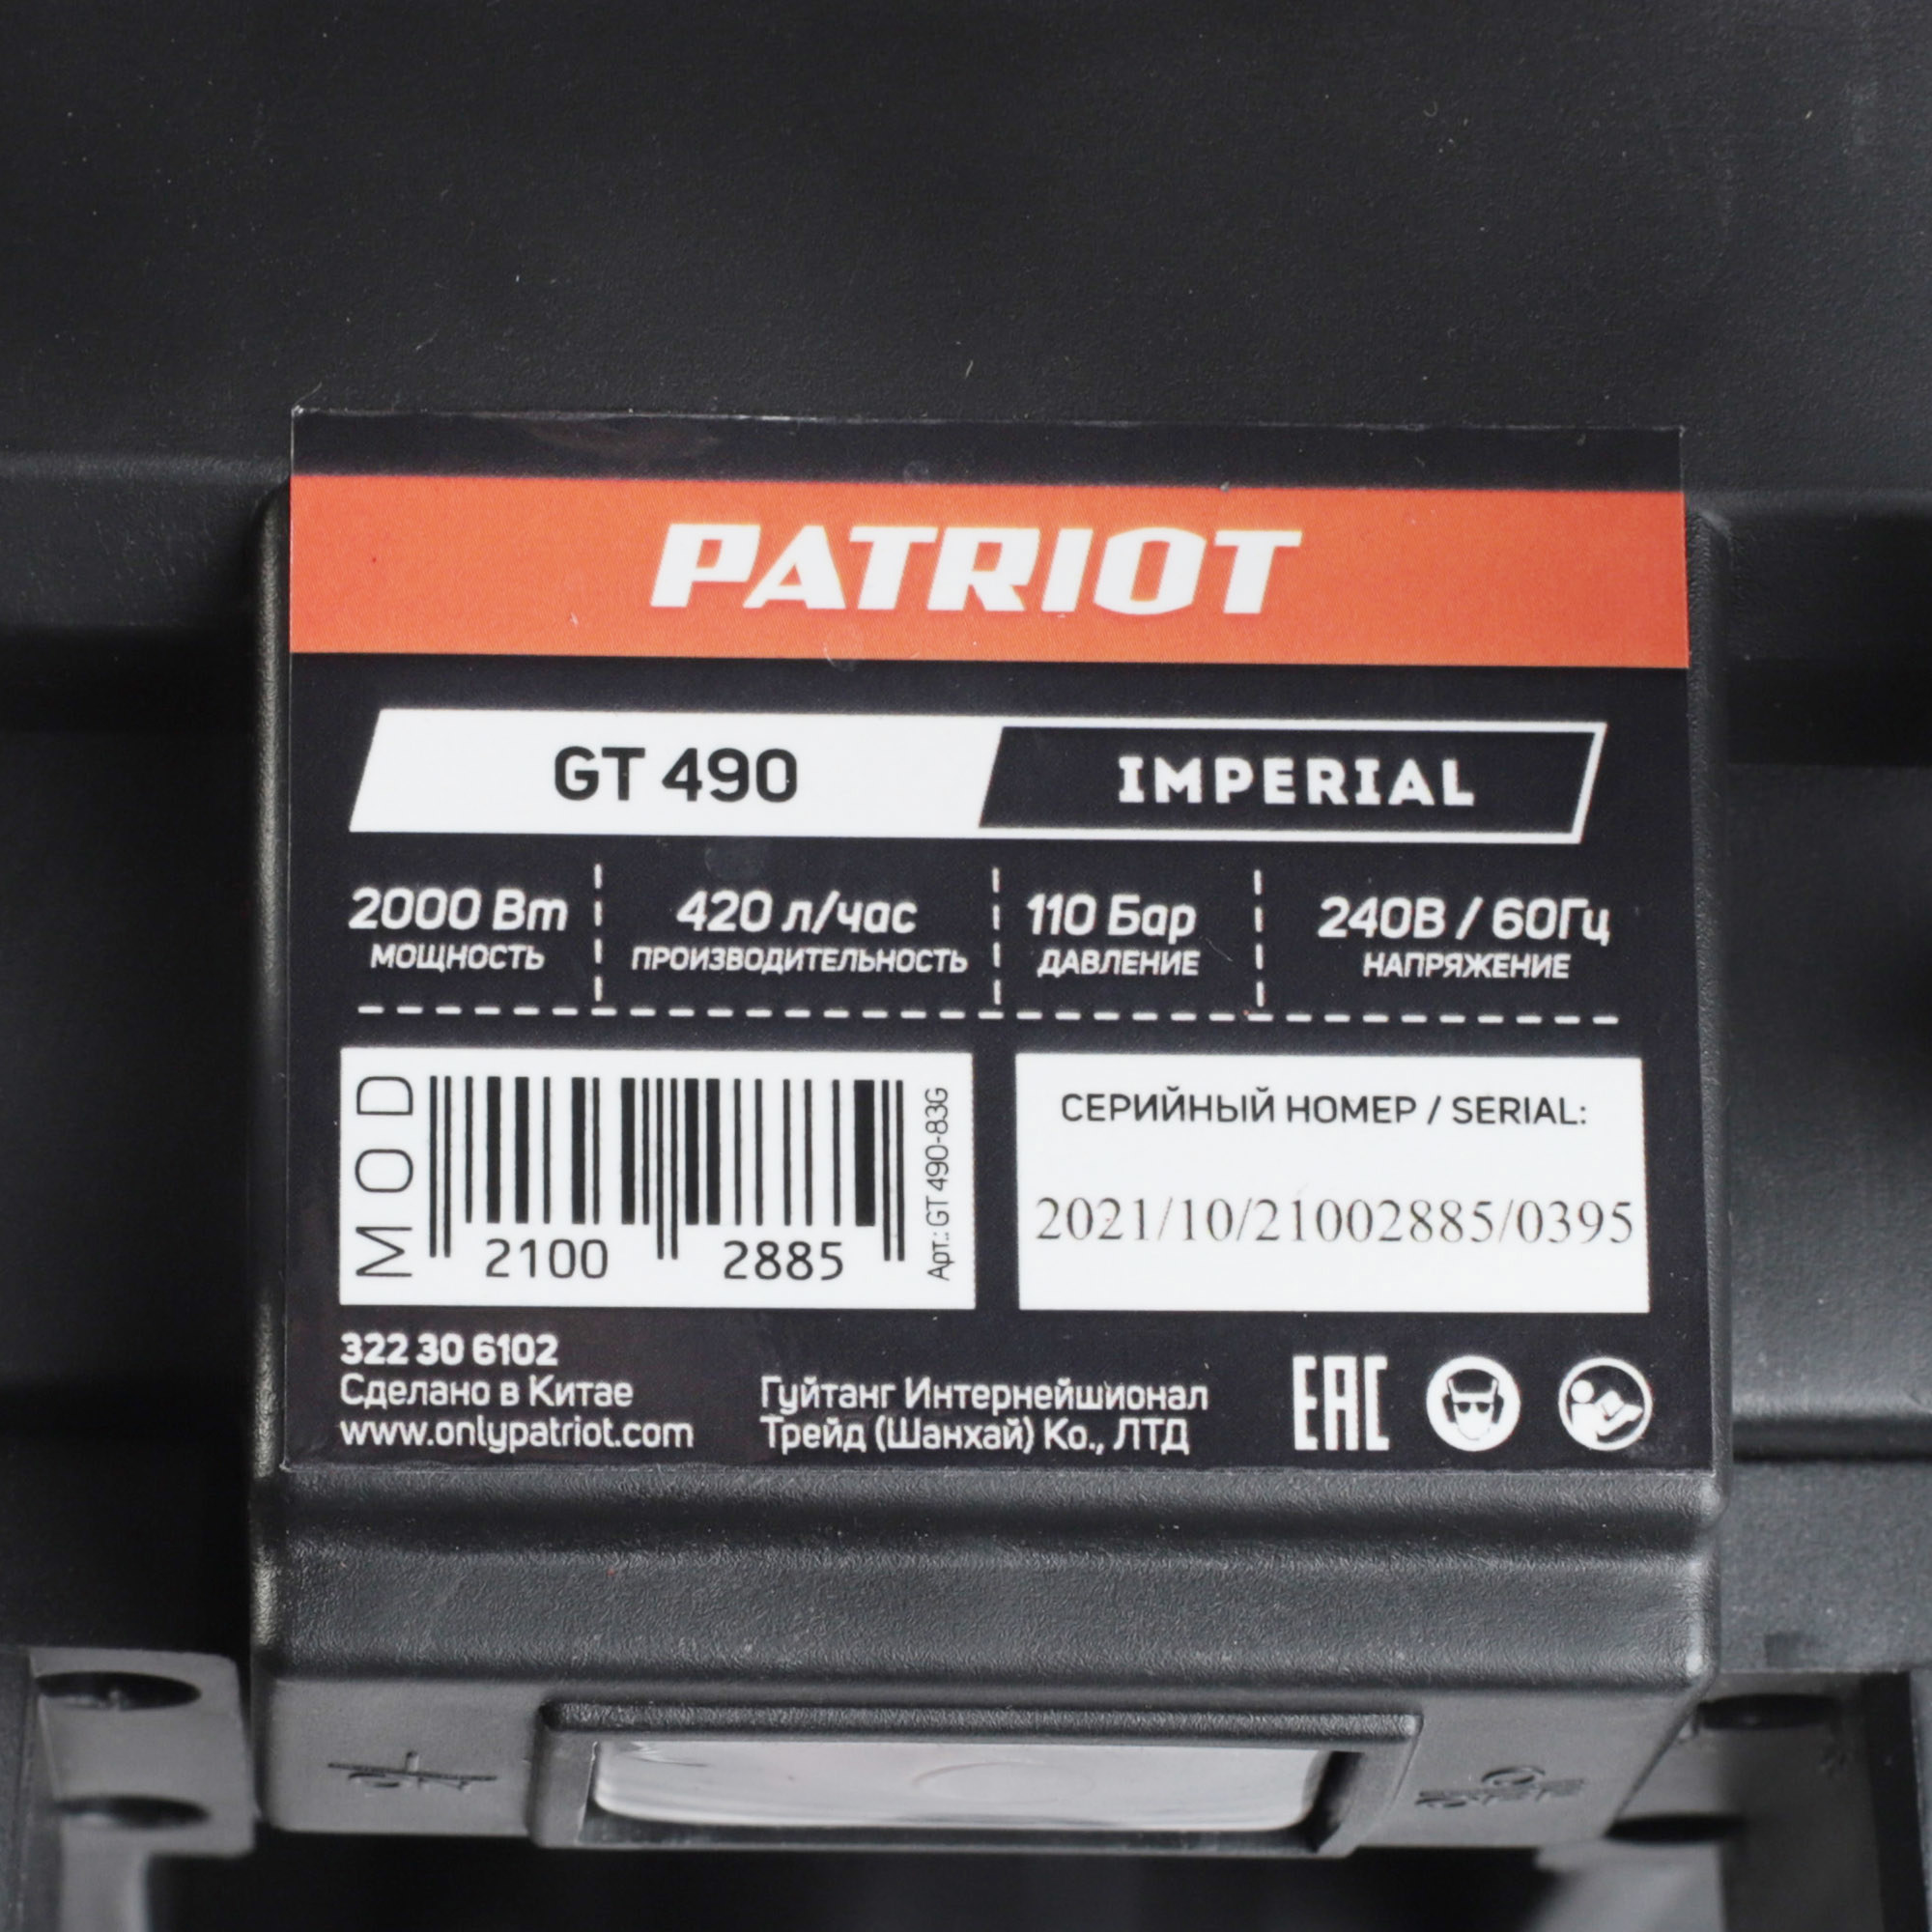 PATRIOT
GT 490 IMPERIAL
2000 Вт 420 л/час 110 Бар 240В / 60Гц
МОЩНОСТЬ ПРОИЗВОДИТЕЛЬНОСТЬ ДАВЛЕНИЕ НАПРЯЖЕНИЕ
MOD
2100 2885
Арт.: GT 490-83G
СЕРИЙНЫЙ НОМЕР / SERIAL:
2021/10/21002885/0395
322 30 6102
Сделано в Китае
www.onlypatriot.com
Гуйтанг Интернейшионал
Трейд (Шанхай) Ко., ЛТД
EAC